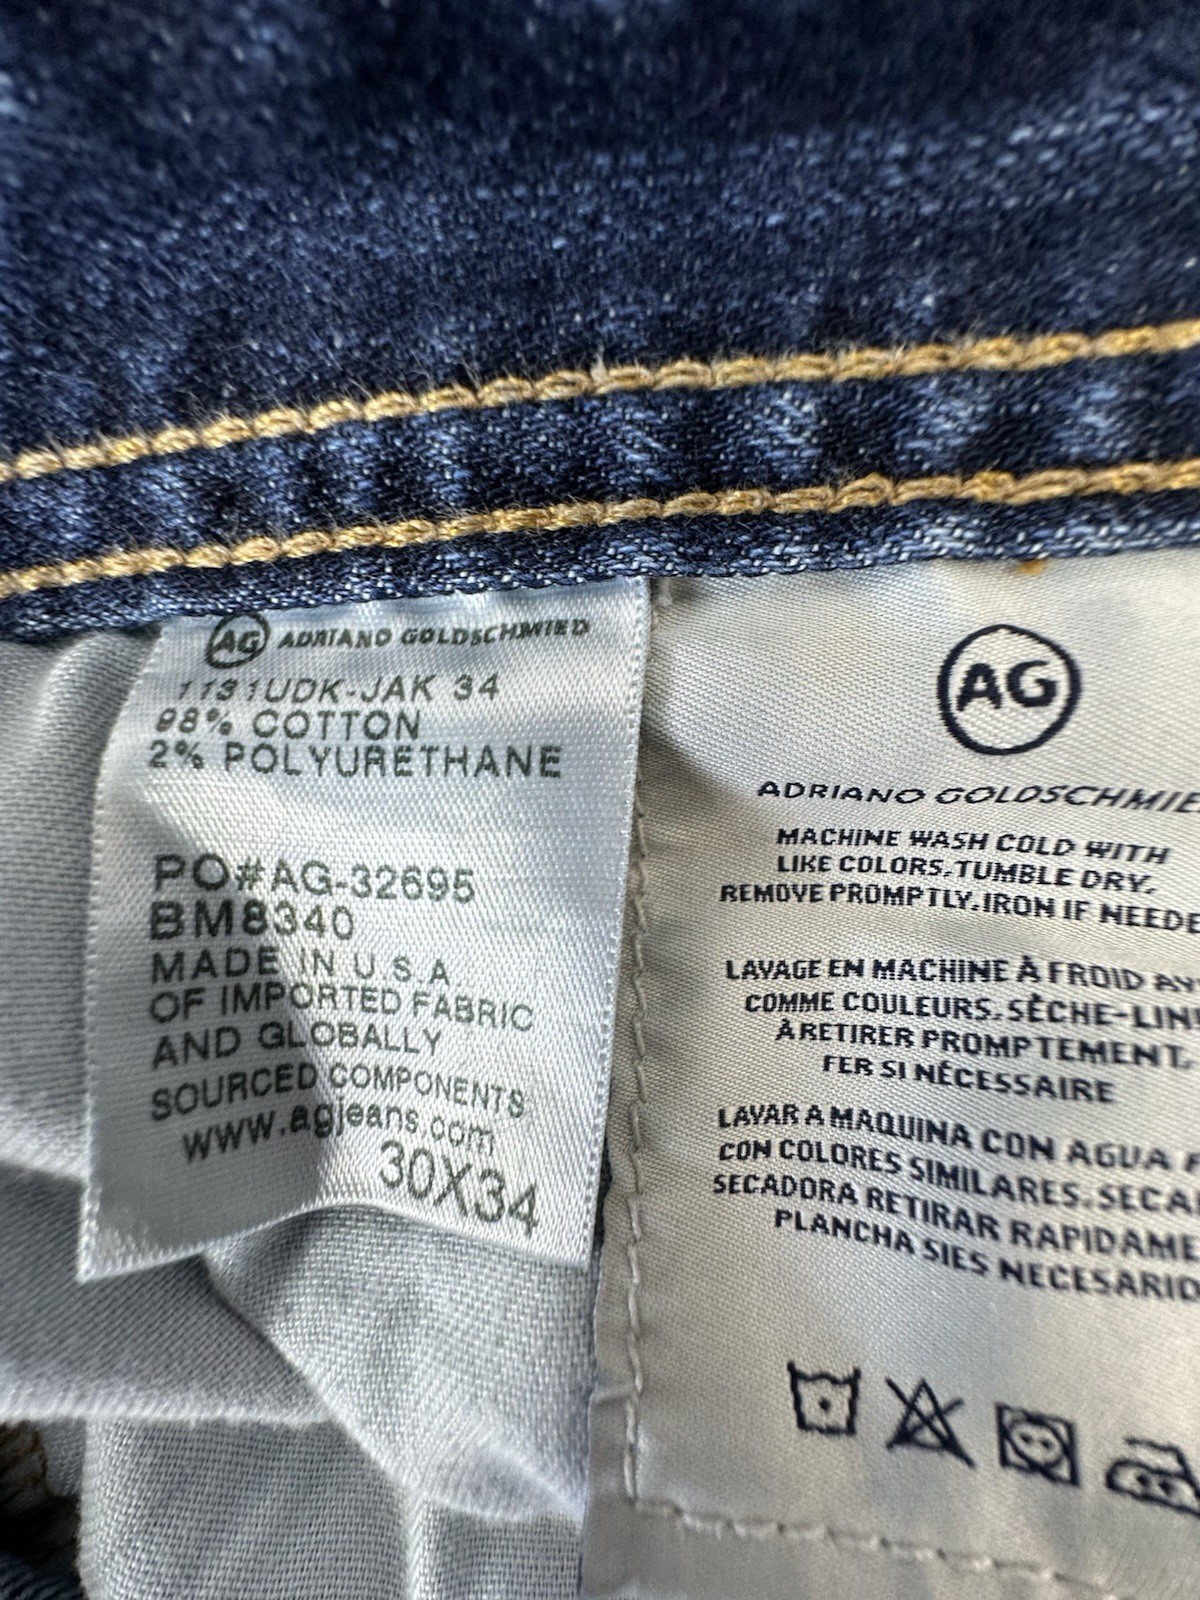 AG ADRIANO GOLDSCHMIED
1131UDK-JAK 34
98% COTTON
2% POLYURETHANE
PO#AG-32695
BM8340
MADE IN U.S.A
OF IMPORTED FABRIC
AND GLOBALLY
SOURCED COMPONENTS
www.agjeans.com
30X34
AG
ADRIANO GOLDSCHMIE
MACHINE WASH COLD WITH
LIKE COLORS.TUMBLE DRY.
REMOVE PROMPTLY.IRON IF NEEDE
LAVAGE EN MACHINE À FROID
COMME COULEURS.SÈCHE-LIN
À RETIRER PROMPTEMENT.
FER SI NÉCESSAIRE
LAVAR A MAQUINA CON AGUA F
CON COLORES SIMILARES.SECA
SECADORA RETIRAR RAPIDAME
PLANCHA SIES NECESARIO